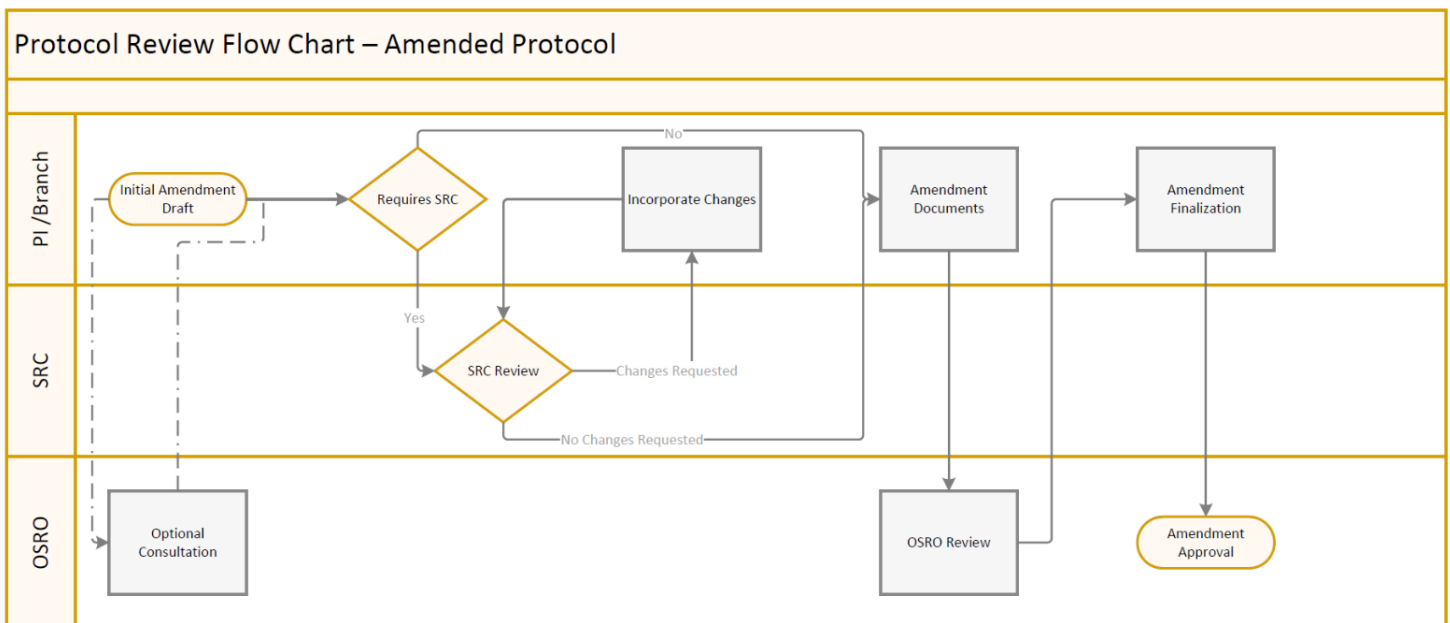 Protocol Review Flow Chart – Amended Protocol
PI /Branch
Initial Amendment
Draft
Requires SRC
No
Incorporate Changes
Amendment
Documents
Amendment
Finalization
SRC
Yes
SRC Review
Changes Requested
No Changes Requested
OSRO
Optional
Consultation
OSRO Review
Amendment
Approval